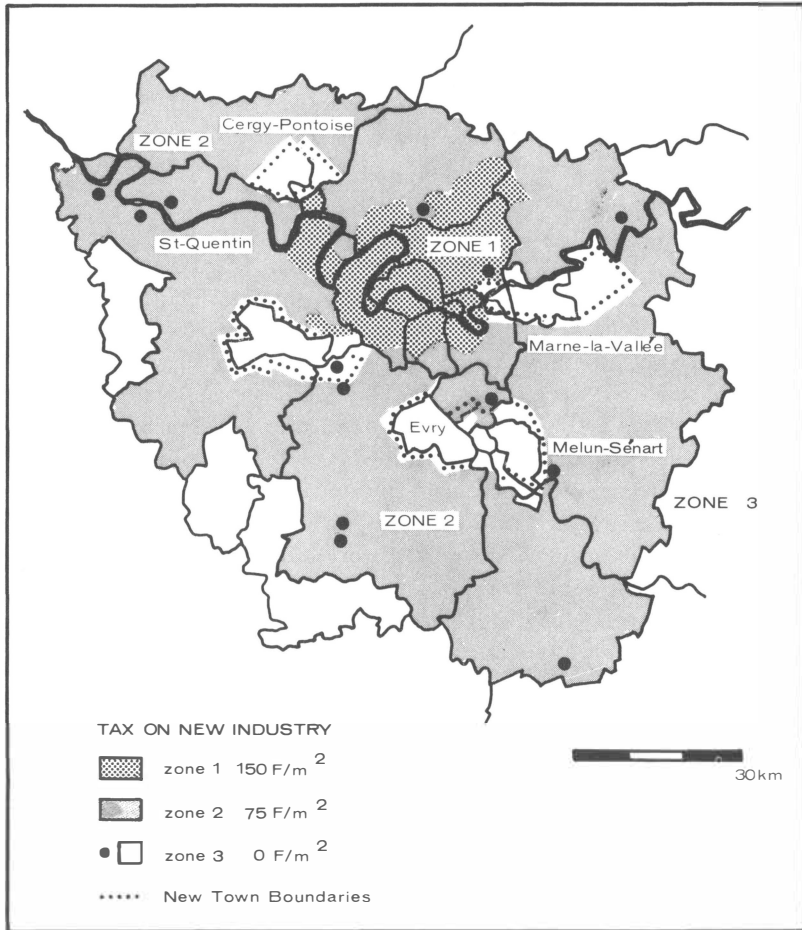 Cergy-Pontoise
ZONE 2
St-Quentin
ZONE 1
Marne-la-Vallée
Evry
Melun-Sénart
ZONE 3
ZONE 2
TAX ON NEW INDUSTRY
zone 1 150 F/m 2
zone 2 75 F/m 2
zone 3 0 F/m 2
New Town Boundaries
30km